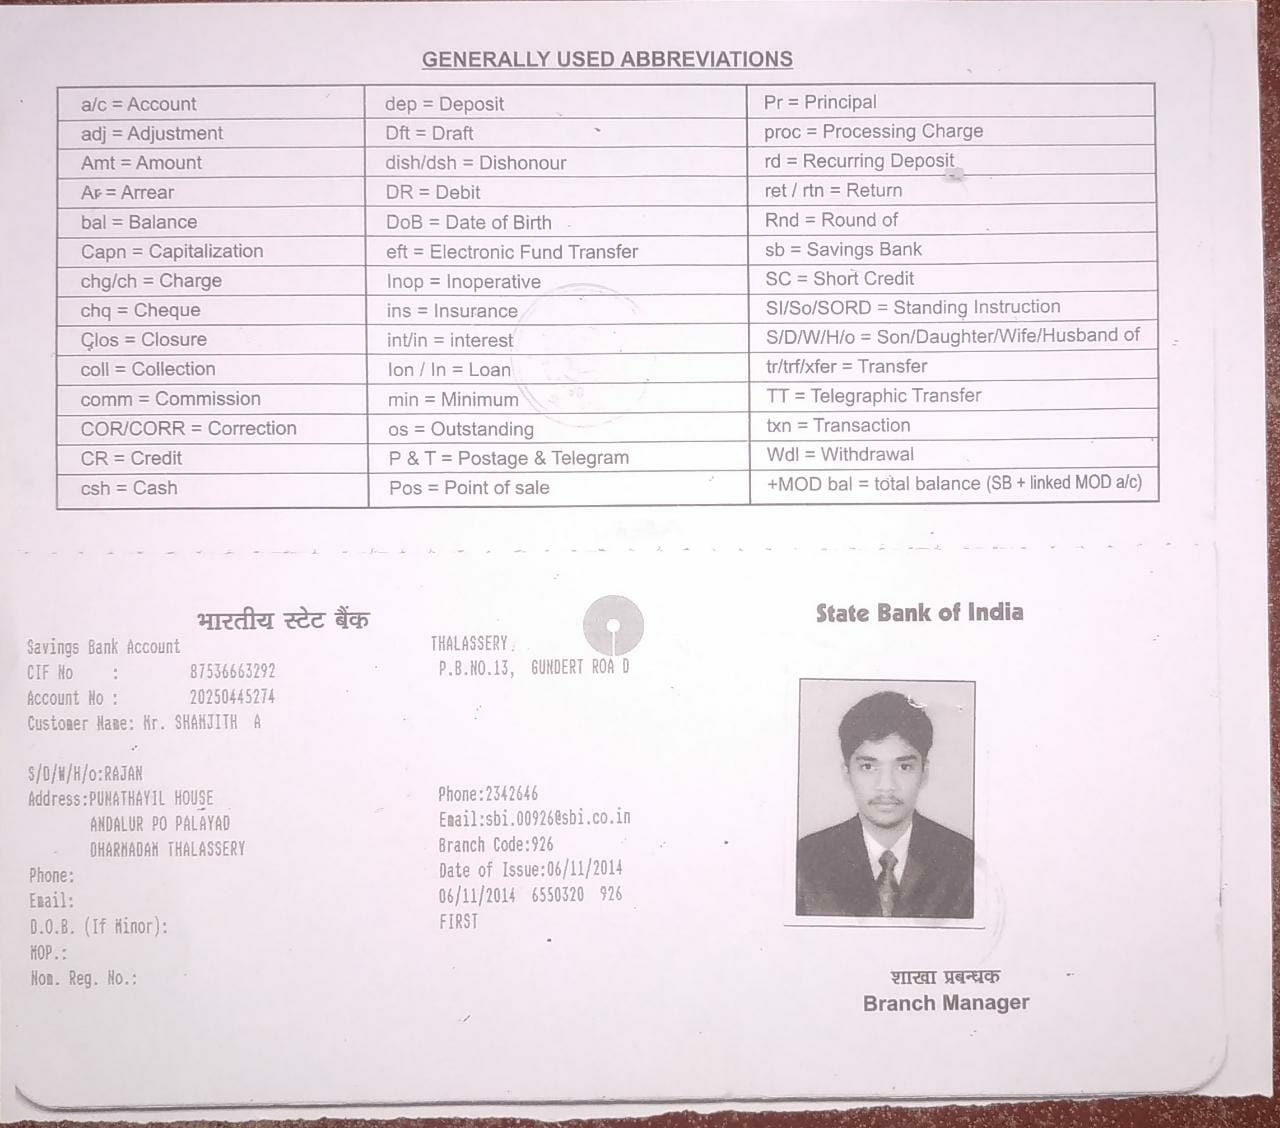 GENERALLY USED ABBREVIATIONS
a/c = Account
adj = Adjustment
Amt = Amount
Ar = Arrear
bal = Balance
Capn = Capitalization
chg/ch = Charge
chq = Cheque
Clos = Closure
coll = Collection
comm = Commission
COR/CORR = Correction
CR = Credit
csh = Cash
dep = Deposit
Dft = Draft
dish/dsh = Dishonour
DR = Debit
DoB = Date of Birth
eft = Electronic Fund Transfer
Inop = Inoperative
ins = Insurance
int/in = interest
lon / ln = Loan
min = Minimum
os = Outstanding
P & T = Postage & Telegram
Pos = Point of sale
Pr = Principal
proc = Processing Charge
rd = Recurring Deposit
ret / rtn = Return
Rnd = Round of
sb = Savings Bank
SC = Short Credit
SI/So/SORD = Standing Instruction
S/D/W/H/o = Son/Daughter/Wife/Husband of
tr/trf/xfer = Transfer
TT = Telegraphic Transfer
txn = Transaction
Wdl = Withdrawal
+MOD bal = total balance (SB + linked MOD a/c)
भारतीय स्टेट बैंक
State Bank of India
Savings Bank Account
CIF No : 87536663292
Account No : 20250445274
Customer Name: Mr. SHAMJITH A
S/D/W/H/o:RAJAN
Address:PUNATHAYIL HOUSE
ANDALUR PO PALAYAD
DHARMADAM THALASSERY
Phone:
Email:
D.O.B. (If Minor):
MOP.:
Nom. Reg. No.:
THALASSERY
P.B.NO.13, GUNDERT ROA D
Phone:2342646
Email:sbi.00926@sbi.co.in
Branch Code:926
Date of Issue:06/11/2014
06/11/2014 6550320 926
FIRST
शाखा प्रबन्धक
Branch Manager